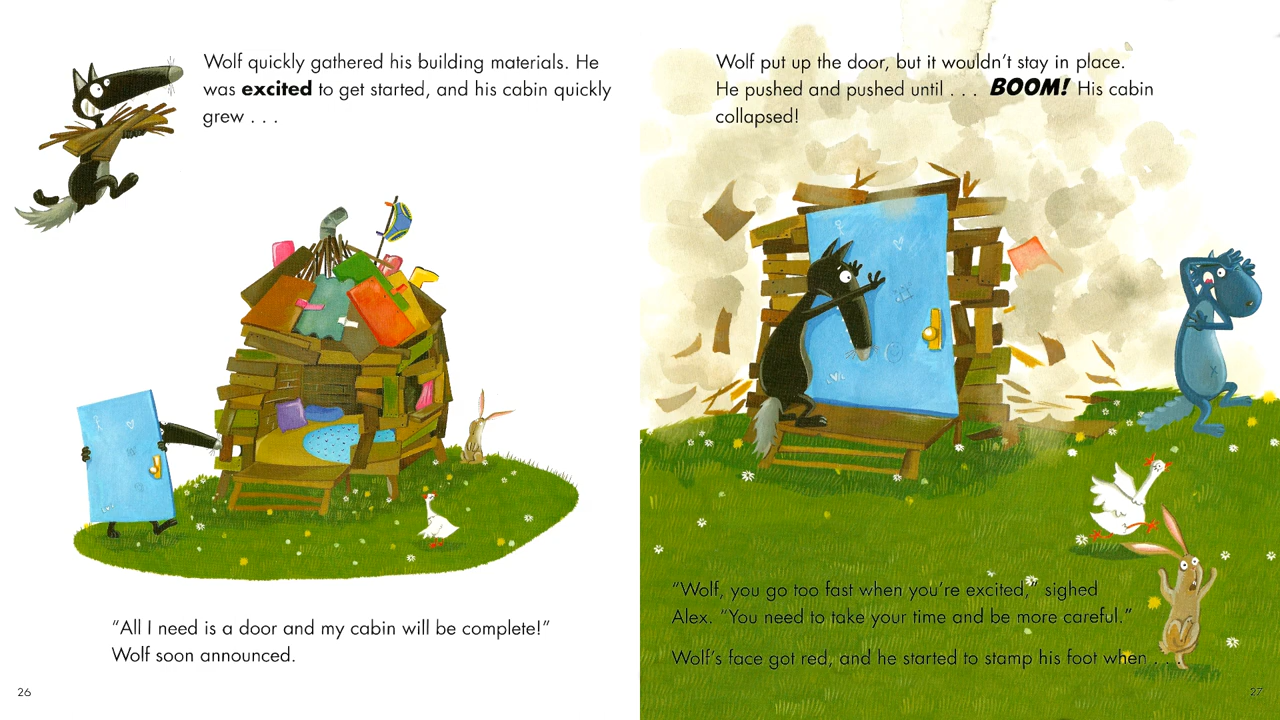 Wolf quickly gathered his building materials. He
was excited to get started, and his cabin quickly
grew . . .
"All I need is a door and my cabin will be complete!"
Wolf soon announced.
26
Wolf put up the door, but it wouldn't stay in place.
He pushed and pushed until . . . BOOM! His cabin
collapsed!
"Wolf, you go too fast when you're excited," sighed
Alex. "You need to take your time and be more careful."
Wolf's face got red, and he started to stamp his foot when . . .
27